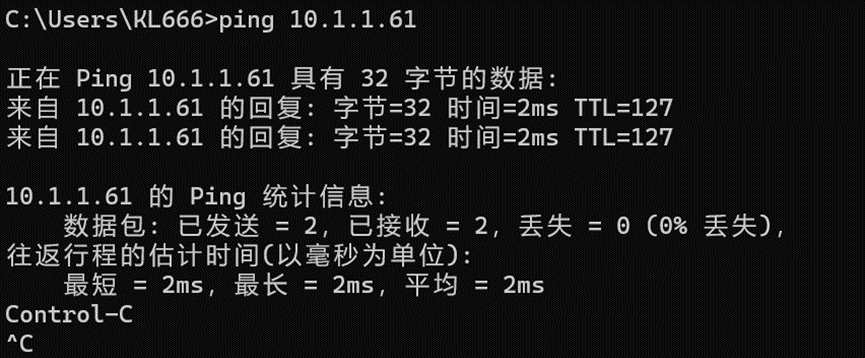 C:\Users\KL666>ping 10.1.1.61
正在 Ping 10.1.1.61 具有 32 字节的数据:
来自 10.1.1.61 的回复: 字节=32 时间=2ms TTL=127
来自 10.1.1.61 的回复: 字节=32 时间=2ms TTL=127
10.1.1.61 的 Ping 统计信息:
数据包: 已发送 = 2，已接收 = 2，丢失 = 0 (0% 丢失)，
往返行程的估计时间(以毫秒为单位):
最短 = 2ms，最长 = 2ms，平均 = 2ms
Control-C
^C